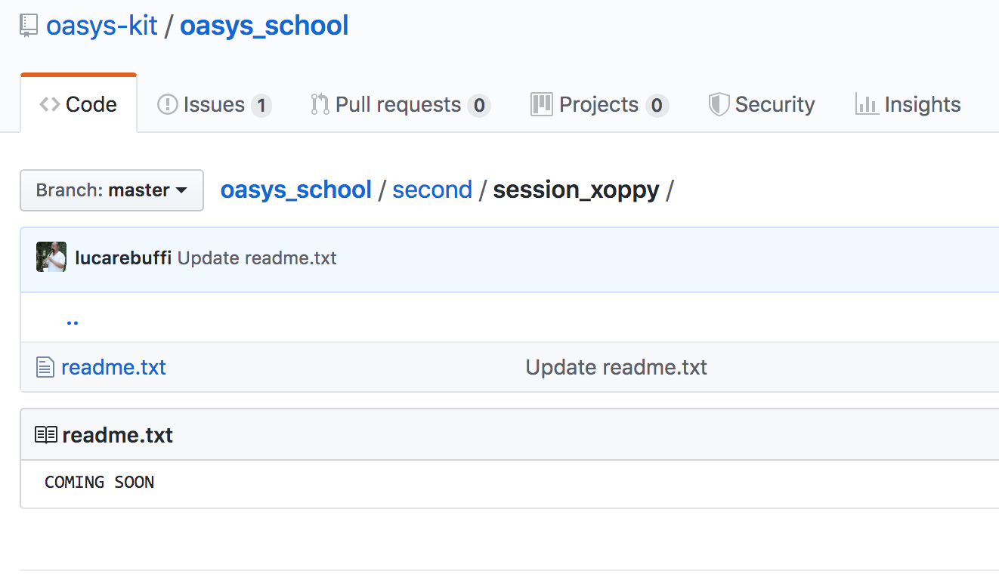 oasys-kit / oasys_school
Code Issues 1 Pull requests 0 Projects 0 Security Insights
Branch: master oasys_school / second / session_xoppy /
lucarebuffi Update readme.txt
..
readme.txt Update readme.txt
readme.txt
COMING SOON